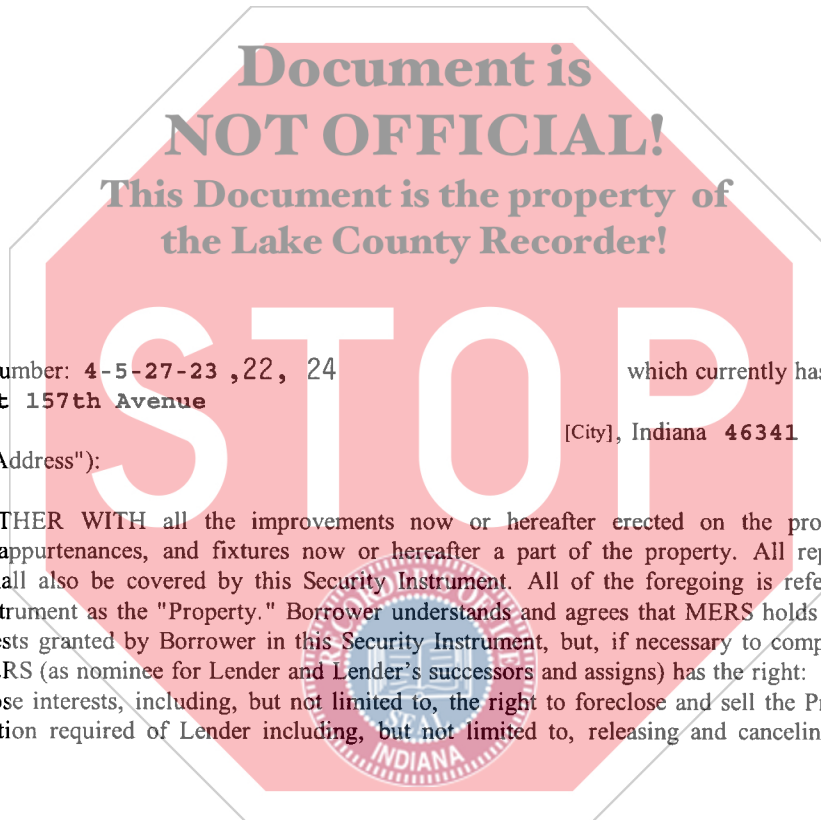 Document is
NOT OFFICIAL!
This Document is the property of
the Lake County Recorder!
STOP
umber: 4-5-27-23 ,22, 24 which currently has
t 157th Avenue
[City], Indiana 46341
Address"):
THER WITH all the improvements now or hereafter erected on the pro
appurtenances, and fixtures now or hereafter a part of the property. All rep
all also be covered by this Security Instrument. All of the foregoing is refe
trument as the "Property." Borrower understands and agrees that MERS holds
ests granted by Borrower in this Security Instrument, but, if necessary to comp
RS (as nominee for Lender and Lender's successors and assigns) has the right:
ose interests, including, but not limited to, the right to foreclose and sell the Pr
tion required of Lender including, but not limited to, releasing and cancelin
SEAL
INDIANA